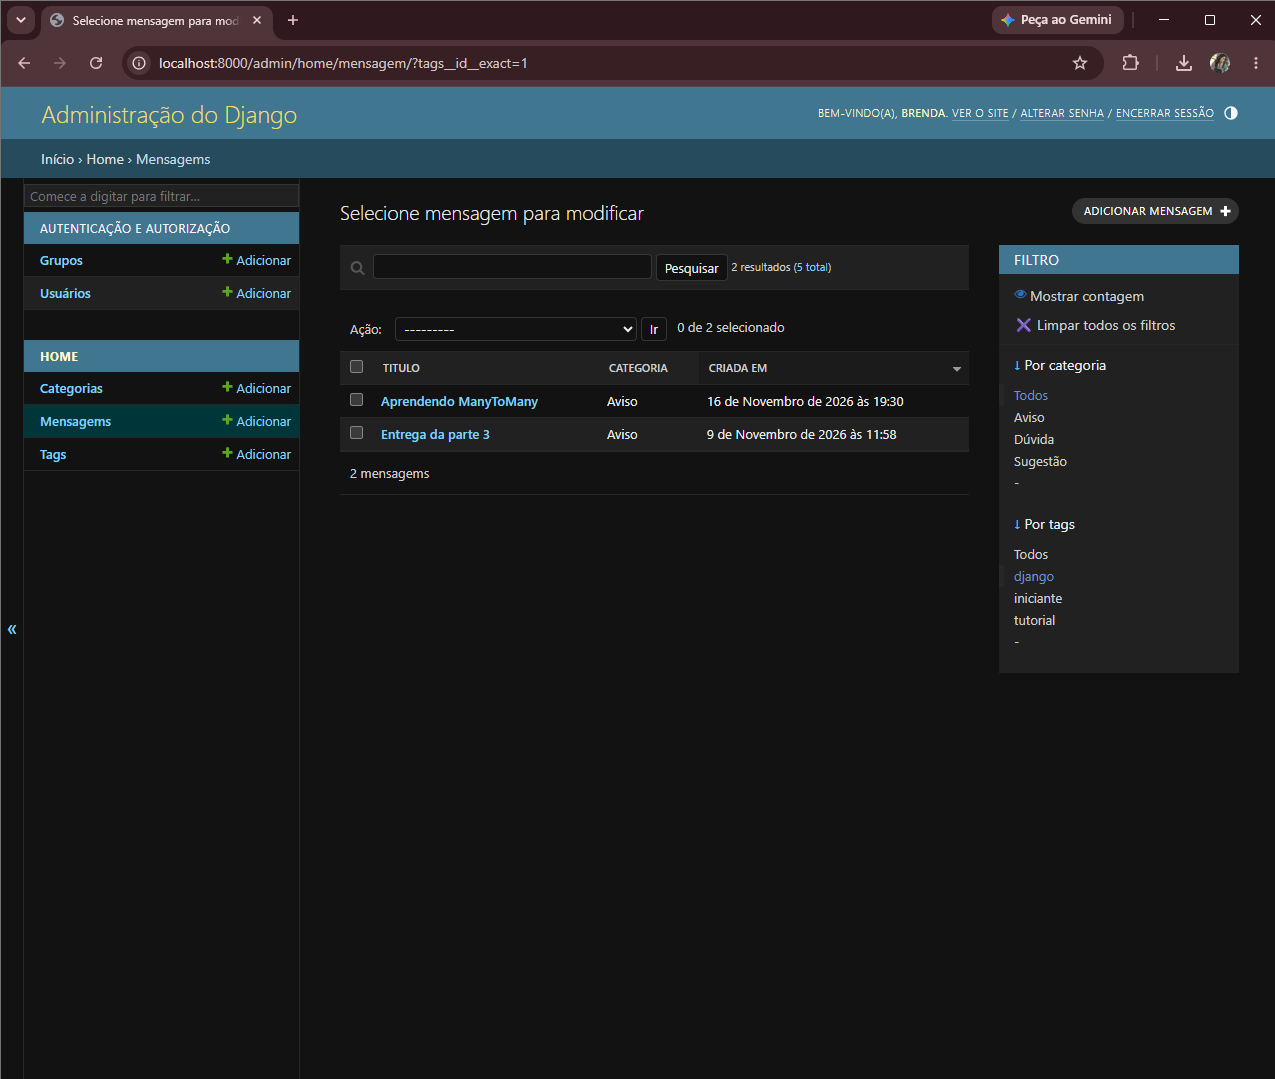 Selecione mensagem para mod
Peça ao Gemini
localhost:8000/admin/home/mensagem/?tags__id__exact=1
Administração do Django
BEM-VINDO(A), BRENDA. VER O SITE / ALTERAR SENHA / ENCERRAR SESSÃO
Início › Home › Mensagems
Comece a digitar para filtrar...
AUTENTICAÇÃO E AUTORIZAÇÃO
Grupos Adicionar
Usuários Adicionar
HOME
Categorias Adicionar
Mensagems Adicionar
Tags Adicionar
«
Selecione mensagem para modificar
ADICIONAR MENSAGEM
Pesquisar 2 resultados (5 total)
Ação: --------- Ir 0 de 2 selecionado
TITULO CATEGORIA CRIADA EM
Aprendendo ManyToMany Aviso 16 de Novembro de 2026 às 19:30
Entrega da parte 3 Aviso 9 de Novembro de 2026 às 11:58
2 mensagems
FILTRO
Mostrar contagem
Limpar todos os filtros
↓ Por categoria
Todos
Aviso
Dúvida
Sugestão
-
↓ Por tags
Todos
django
iniciante
tutorial
-